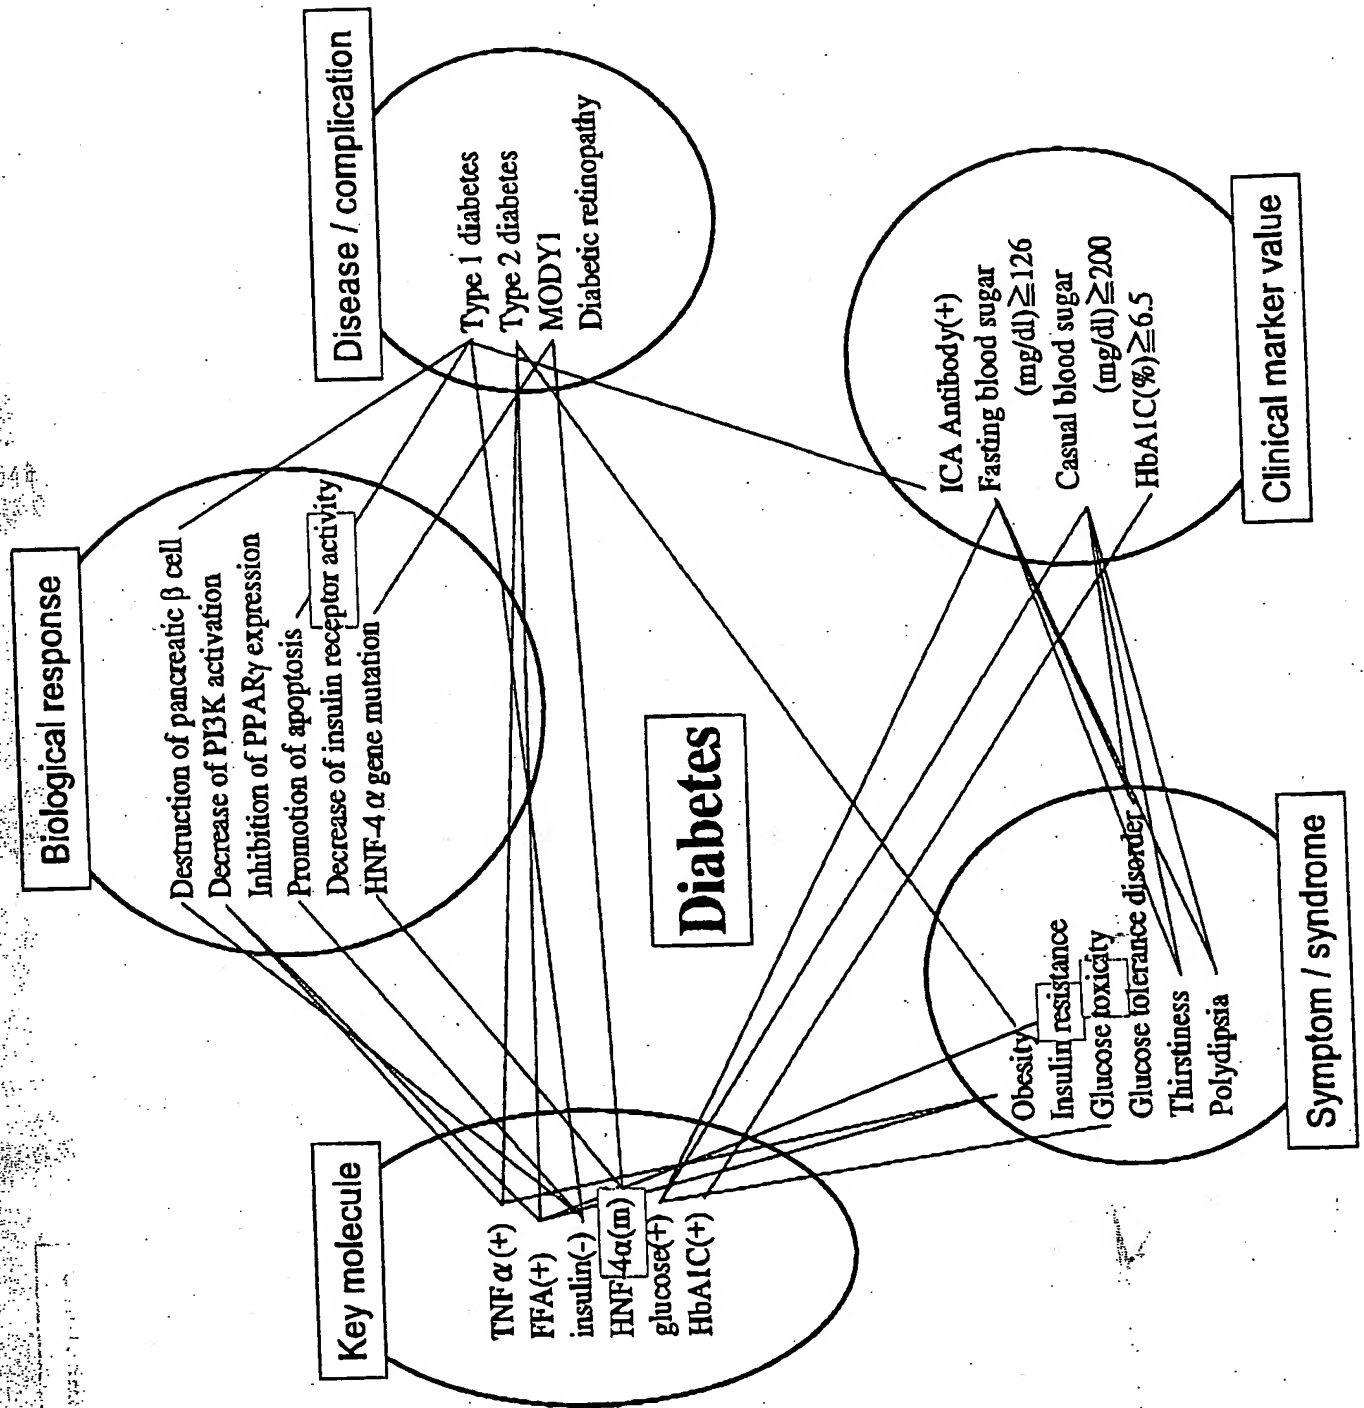 Biological response
Destruction of pancreatic β cell
Decrease of PI3K activation
Inhibition of PPARγ expression
Promotion of apoptosis
Decrease of insulin receptor activity
HNF-4 α gene mutation
Key molecule
TNF α (+)
FFA(+)
insulin(-)
HNF-4α(m)
glucose(+)
HbA1C(+)
Diabetes
Disease / complication
Type 1 diabetes
Type 2 diabetes
MODY1
Diabetic retinopathy
Symptom / syndrome
Obesity
Insulin resistance
Glucose toxicity
Glucose tolerance disorder
Thirstiness
Polydipsia
Clinical marker value
ICA Antibody(+)
Fasting blood sugar
(mg/dl)≧126
Casual blood sugar
(mg/dl)≧200
HbA1C(%)≧6.5